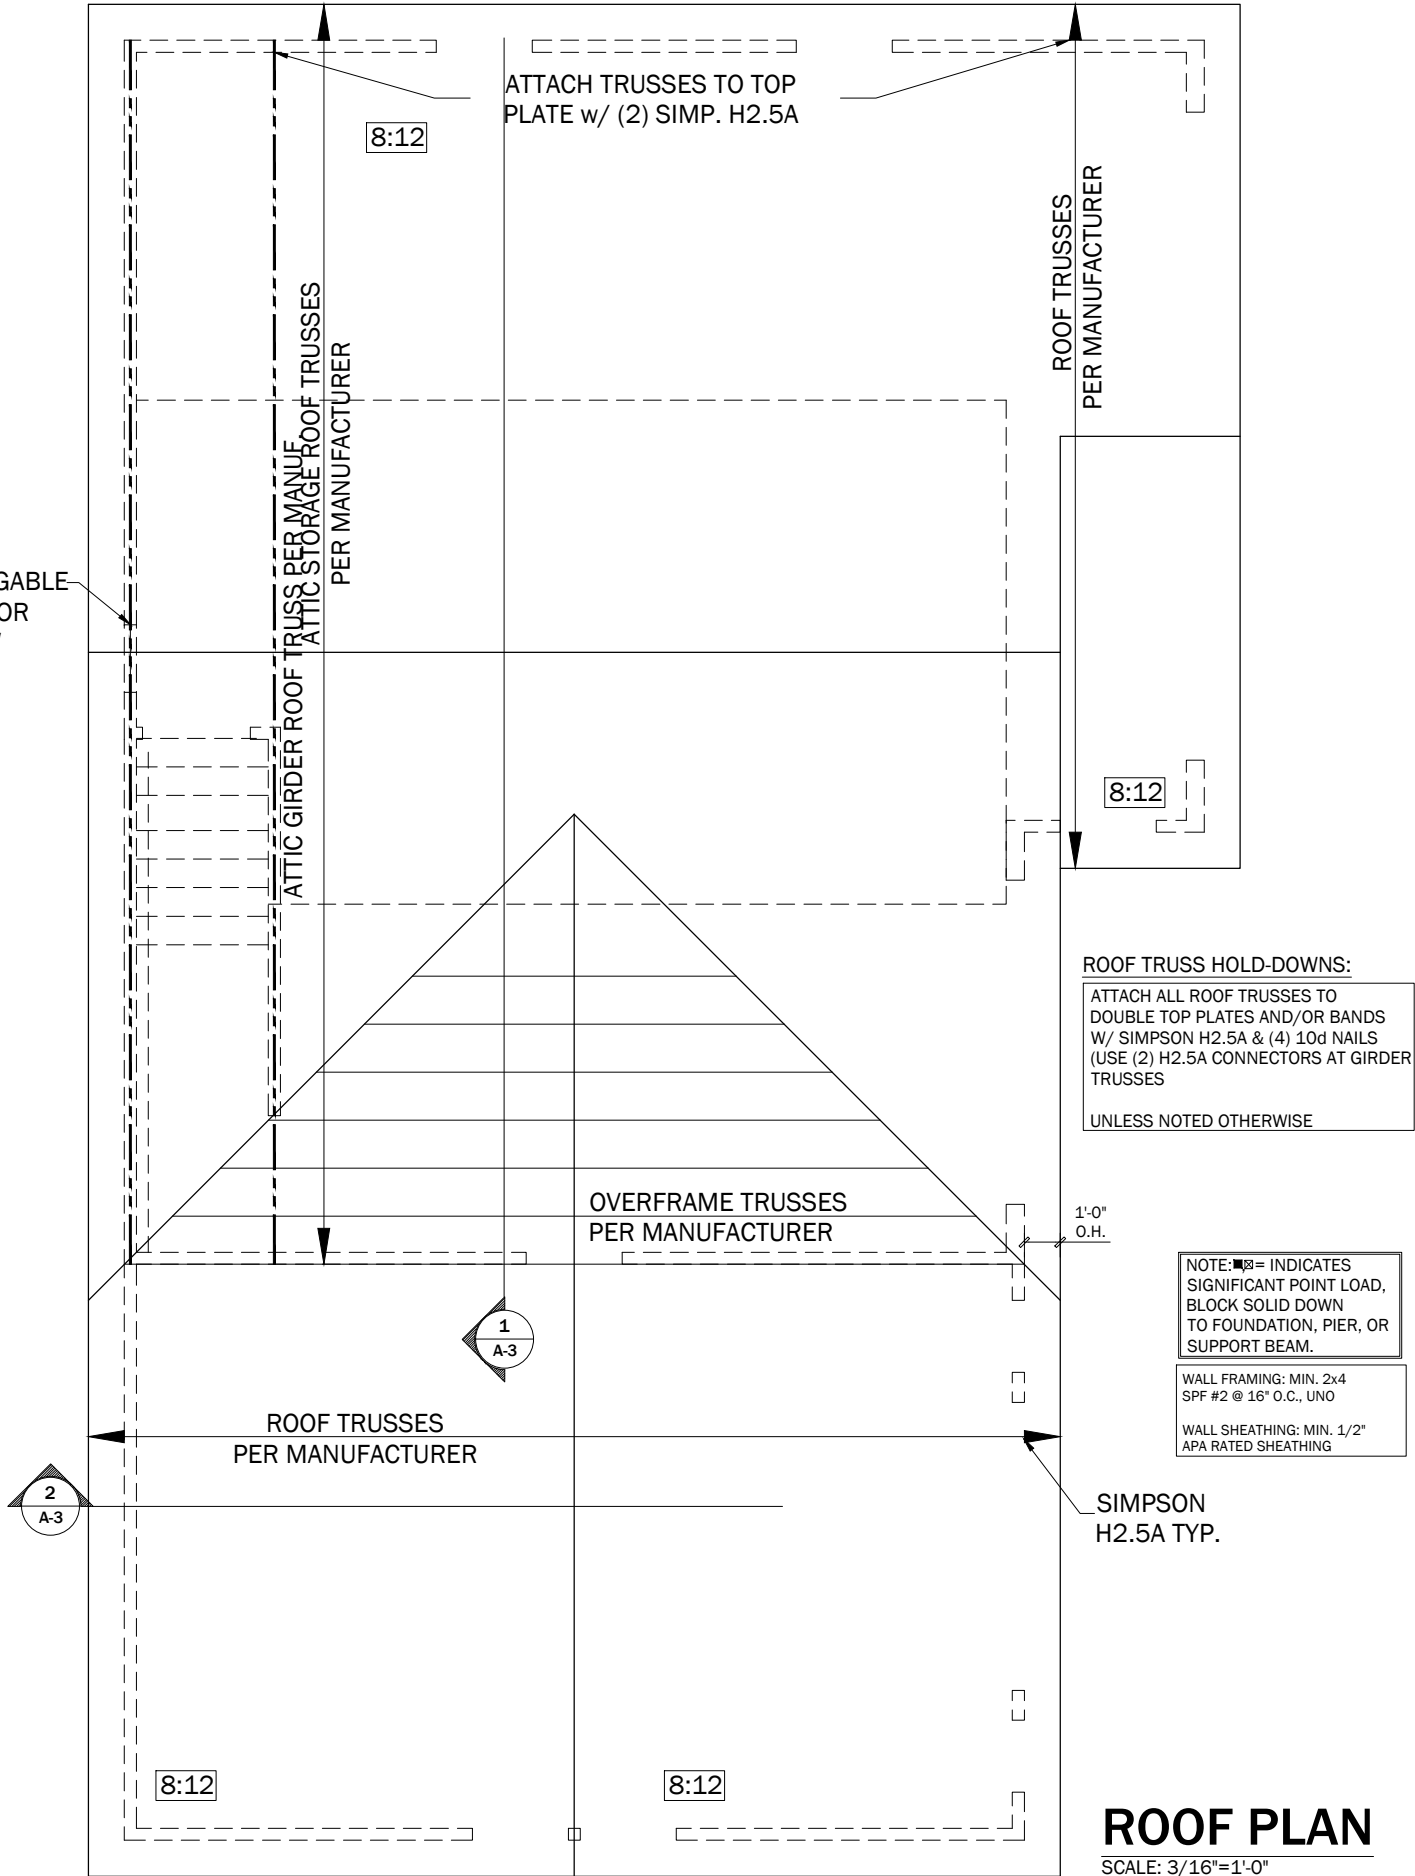 ATTACH TRUSSES TO TOP
PLATE w/ (2) SIMP. H2.5A
8:12
ROOF TRUSSES
PER MANUFACTURER
ATTIC STORAGE ROOF TRUSSES
PER MANUFACTURER
ATTIC GIRDER ROOF TRUSS PER MANUF.
GABLE
OR
8:12
ROOF TRUSS HOLD-DOWNS:
ATTACH ALL ROOF TRUSSES TO
DOUBLE TOP PLATES AND/OR BANDS
W/ SIMPSON H2.5A & (4) 10d NAILS
(USE (2) H2.5A CONNECTORS AT GIRDER
TRUSSES
UNLESS NOTED OTHERWISE
OVERFRAME TRUSSES
PER MANUFACTURER
1'-0"
O.H.
NOTE: = INDICATES
SIGNIFICANT POINT LOAD,
BLOCK SOLID DOWN
TO FOUNDATION, PIER, OR
SUPPORT BEAM.
1
A-3
WALL FRAMING: MIN. 2x4
SPF #2 @ 16" O.C., UNO
WALL SHEATHING: MIN. 1/2"
APA RATED SHEATHING
ROOF TRUSSES
PER MANUFACTURER
2
A-3
SIMPSON
H2.5A TYP.
8:12
8:12
ROOF PLAN
SCALE: 3/16"=1'-0"